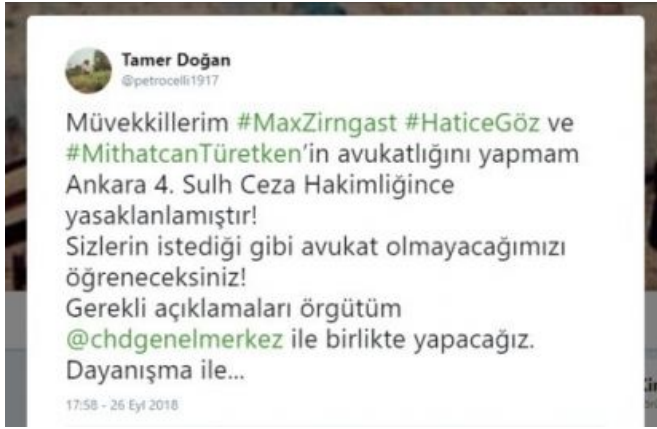 Tamer Doğan
@petrocelli1917
Müvekkillerim #MaxZirngast #HaticeGöz ve
#MithatcanTüretken'in avukatlığını yapmam
Ankara 4. Sulh Ceza Hakimliğince
yasaklanlamıştır!
Sizlerin istediği gibi avukat olmayacağımızı
öğreneceksiniz!
Gerekli açıklamaları örgütüm
@chdgenelmerkez ile birlikte yapacağız.
Dayanışma ile...
17:58 - 26 Eyl 2018